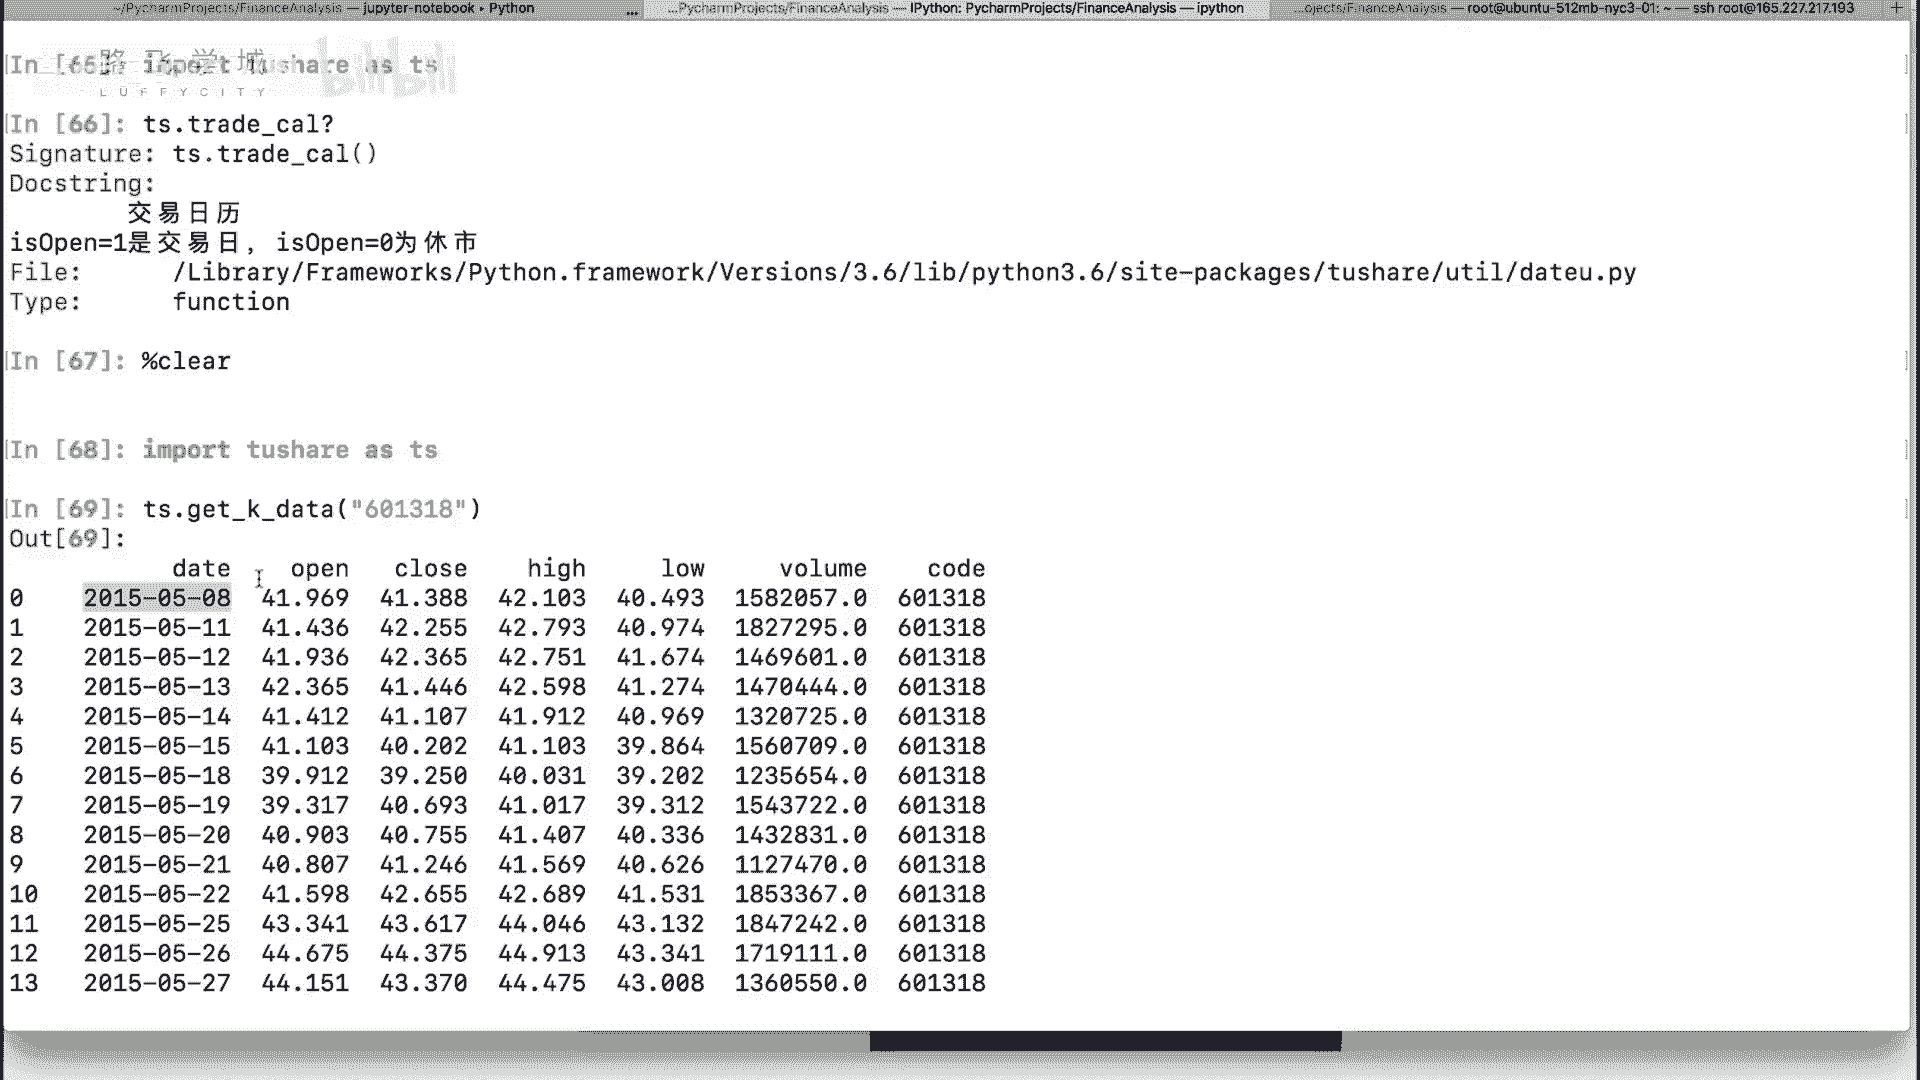 ~/PycharmProjects/FinanceAnalysis — jupyter-notebook • Python ... ...PycharmProjects/FinanceAnalysis — IPython: PycharmProjects/FinanceAnalysis — ipython ...ojects/FinanceAnalysis — root@ubuntu-512mb-nyc3-01: ~ — ssh root@165.227.217.193 +
In [65]: import tushare as ts
路飞学城 bilibili
LUFFYCITY
In [66]: ts.trade_cal?
Signature: ts.trade_cal()
Docstring:
交易日历
isOpen=1是交易日, isOpen=0为休市
File: /Library/Frameworks/Python.framework/Versions/3.6/lib/python3.6/site-packages/tushare/util/dateu.py
Type: function
In [67]: %clear
In [68]: import tushare as ts
In [69]: ts.get_k_data("601318")
Out[69]:
date open close high low volume code
0 2015-05-08 41.969 41.388 42.103 40.493 1582057.0 601318
1 2015-05-11 41.436 42.255 42.793 40.974 1827295.0 601318
2 2015-05-12 41.936 42.365 42.751 41.674 1469601.0 601318
3 2015-05-13 42.365 41.446 42.598 41.274 1470444.0 601318
4 2015-05-14 41.412 41.107 41.912 40.969 1320725.0 601318
5 2015-05-15 41.103 40.202 41.103 39.864 1560709.0 601318
6 2015-05-18 39.912 39.250 40.031 39.202 1235654.0 601318
7 2015-05-19 39.317 40.693 41.017 39.312 1543722.0 601318
8 2015-05-20 40.903 40.755 41.407 40.336 1432831.0 601318
9 2015-05-21 40.807 41.246 41.569 40.626 1127470.0 601318
10 2015-05-22 41.598 42.655 42.689 41.531 1853367.0 601318
11 2015-05-25 43.341 43.617 44.046 43.132 1847242.0 601318
12 2015-05-26 44.675 44.375 44.913 43.341 1719111.0 601318
13 2015-05-27 44.151 43.370 44.475 43.008 1360550.0 601318